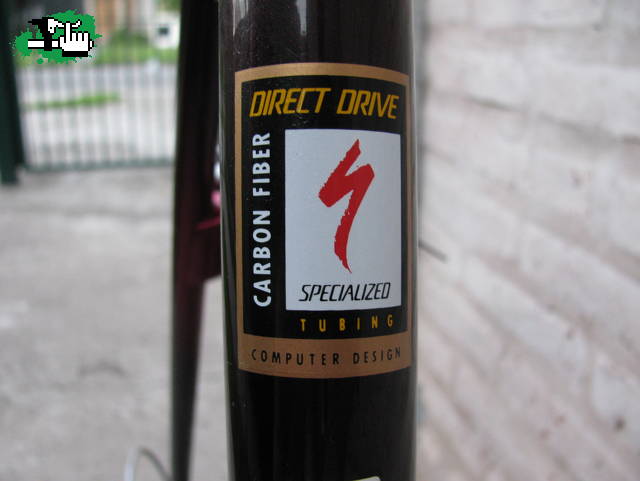 DIRECT DRIVE
CARBON FIBER
SPECIALIZED
TUBING
COMPUTER DESIGN